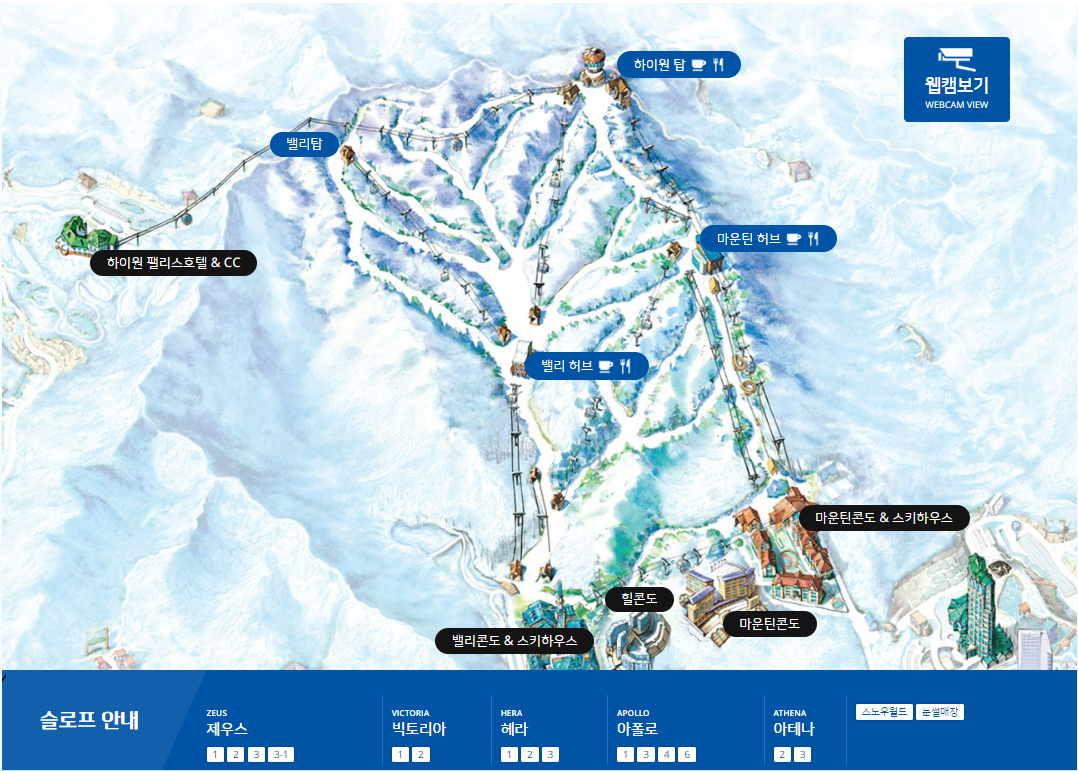 하이원 탑
웹캠보기
WEBCAM VIEW
밸리탑
마운틴 허브
하이원 팰리스호텔 & CC
밸리 허브
마운틴콘도 & 스키하우스
힐콘도
마운틴콘도
밸리콘도 & 스키하우스
슬로프 안내
ZEUS
제우스
1 2 3 3-1
VICTORIA
빅토리아
1 2
HERA
헤라
1 2 3
APOLLO
아폴로
1 3 4 6
ATHENA
아테나
2 3
스노우월드 눈썰매장